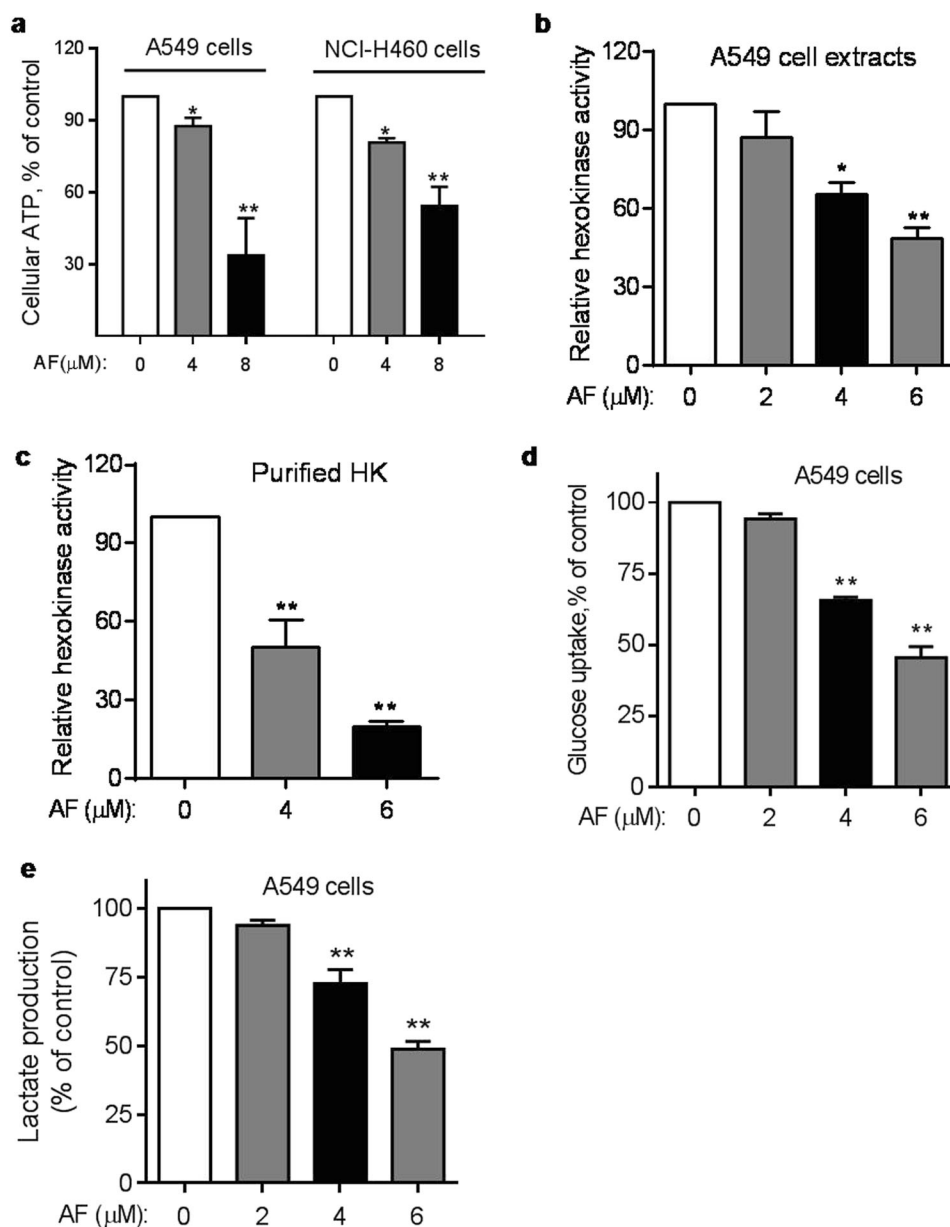 a
A549 cells NCI-H460 cells
Cellular ATP, % of control
120
90
60
30
* ** * **
AF(μM): 0 4 8 0 4 8
b
A549 cell extracts
Relative hexokinase activity
120
90
60
30
0
* **
AF (μM): 0 2 4 6
c
Purified HK
Relative hexokinase activity
120
90
60
30
0
** **
AF (μM): 0 4 6
d
A549 cells
Glucose uptake,% of control
100
75
50
25
0
** **
AF (μM): 0 2 4 6
e
A549 cells
Lactate production
(% of control)
100
75
50
25
0
** **
AF (μM): 0 2 4 6